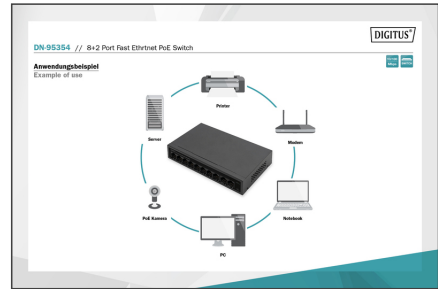 DIGITUS®
DN-95354 // 8+2 Port Fast Ethrtnet PoE Switch
Anwendungsbeispiel
Example of use
Printer
Server
Modem
PoE Kamera
Notebook
PC